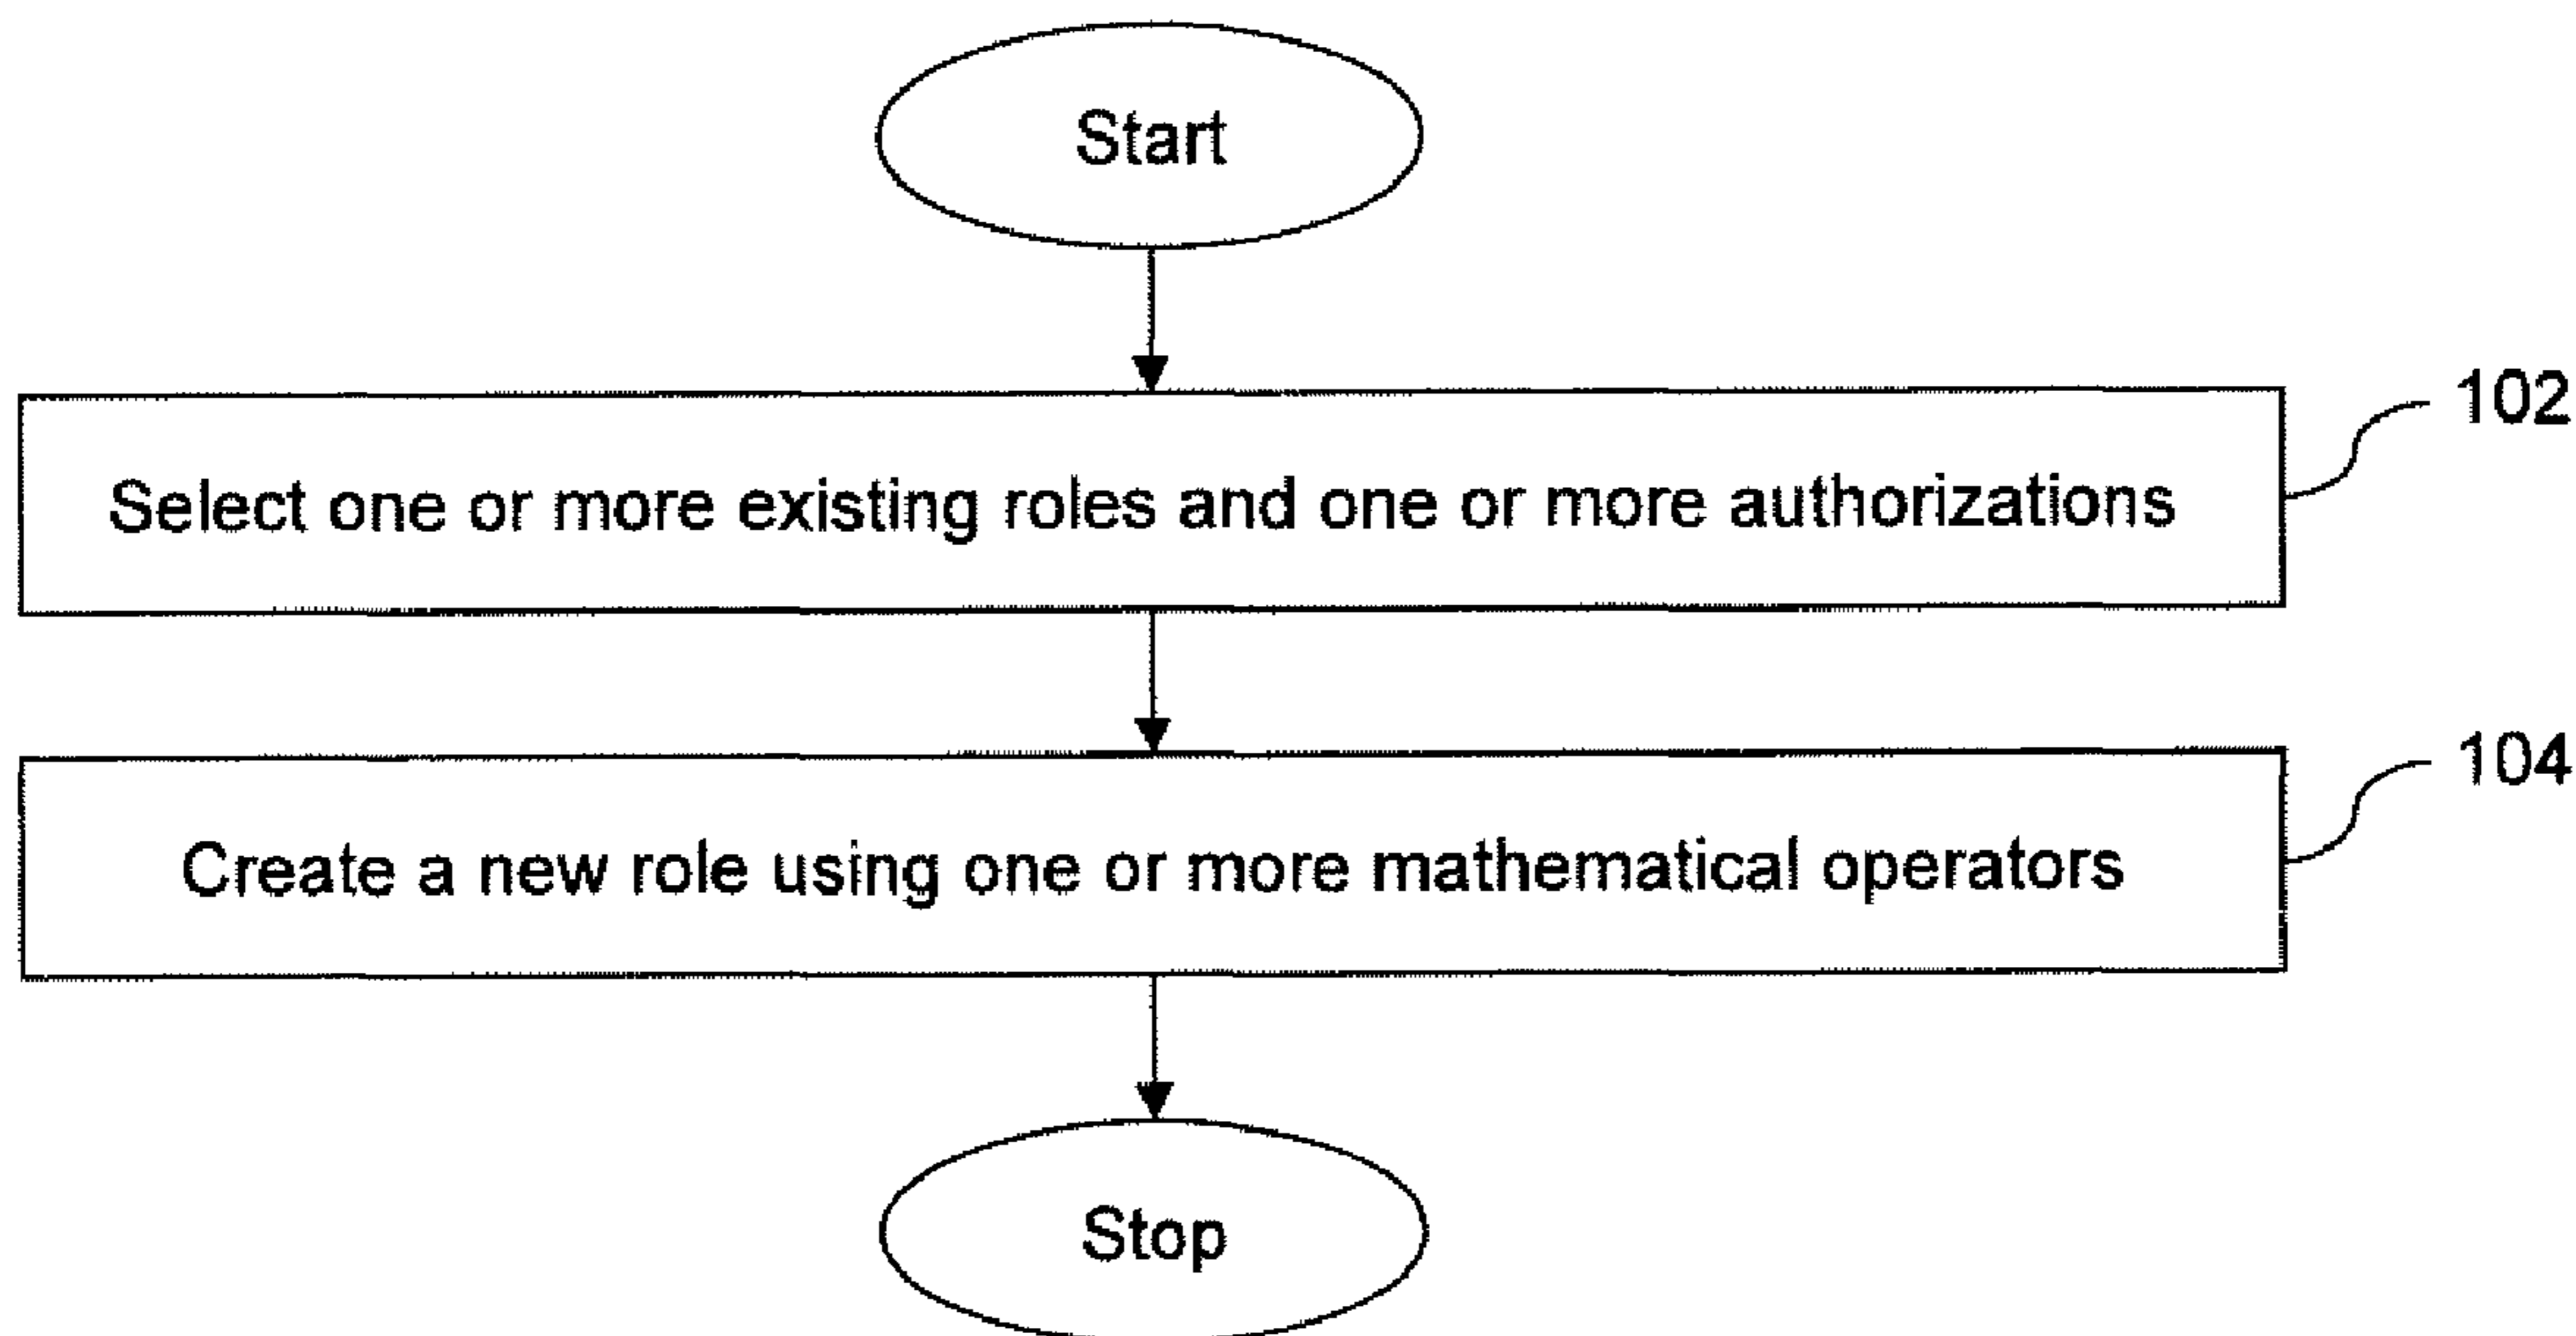 Start
102
Select one or more existing roles and one or more authorizations
104
Create a new role using one or more mathematical operators
Stop